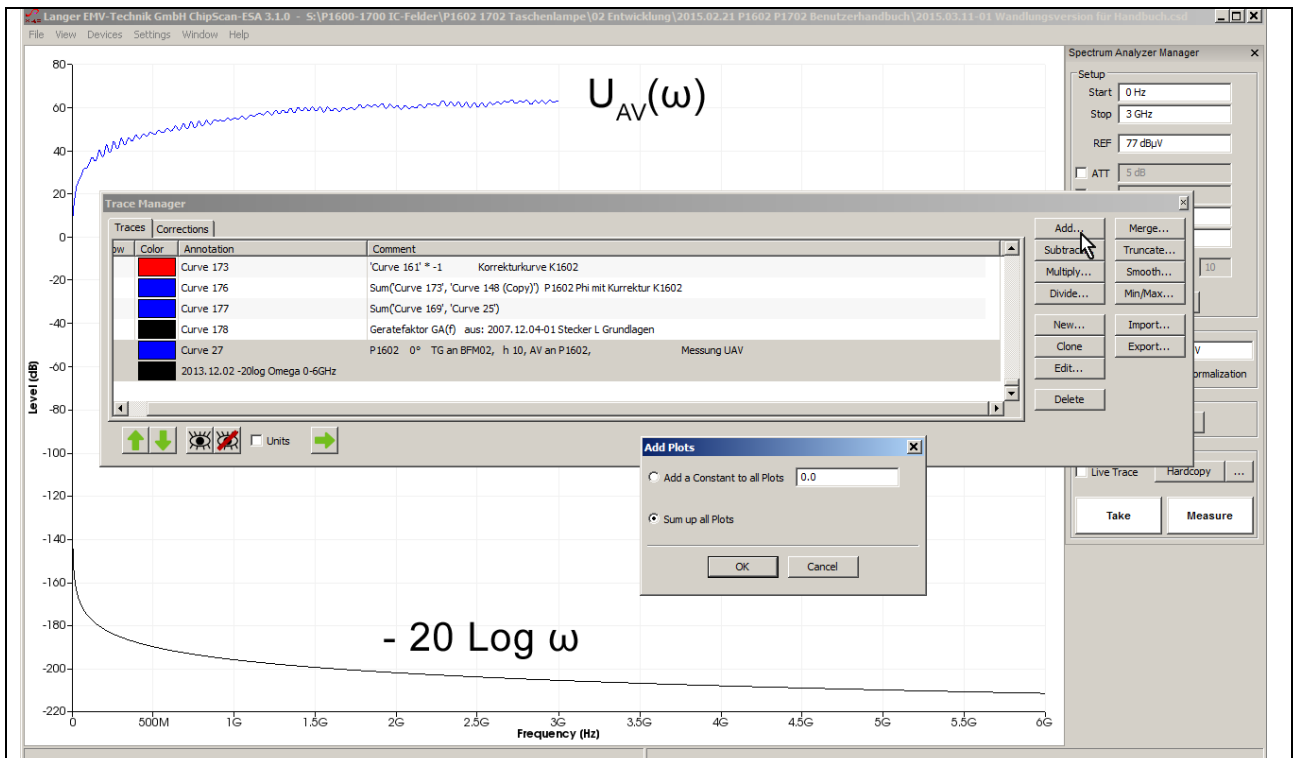 Langer EMV-Technik GmbH ChipScan-ESA 3.1.0 - S:\P1600-1700 IC-Felder\P1602 1702 Taschenlampe\02 Entwicklung\2015.02.21 P1602 P1702 Benutzerhandbuch\2015.03.11-01 Wandlungsversion fur Handbuch.csd
File View Devices Settings Window Help
Spectrum Analyzer Manager
Setup
Start 0 Hz
Stop 3 GHz
REF 77 dBµV
ATT 5 dB
10
V
ormalization
Live Trace Hardcopy ...
Take Measure
U_AV(ω)
Level (dB)
80
60
40
20
0
-20
-40
-60
-80
-100
-120
-140
-160
-180
-200
-220
Trace Manager
Traces Corrections
ow Color Annotation Comment
Curve 173 'Curve 161' * -1 Korrekturkurve K1602
Curve 176 Sum('Curve 173', 'Curve 148 (Copy)') P1602 Phi mit Kurrektur K1602
Curve 177 Sum('Curve 169', 'Curve 25')
Curve 178 Geratefaktor GA(f) aus: 2007.12.04-01 Stecker L Grundlagen
Curve 27 P1602 0° TG an BFM02, h 10, AV an P1602, Messung UAV
2013.12.02 -20log Omega 0-6GHz
Units
Add... Merge...
Subtract... Truncate...
Multiply... Smooth...
Divide... Min/Max...
New... Import...
Clone Export...
Edit...
Delete
Add Plots
Add a Constant to all Plots 0.0
Sum up all Plots
OK Cancel
- 20 Log ω
0 500M 1G 1.5G 2G 2.5G 3G 3.5G 4G 4.5G 5G 5.5G 6G
Frequency (Hz)